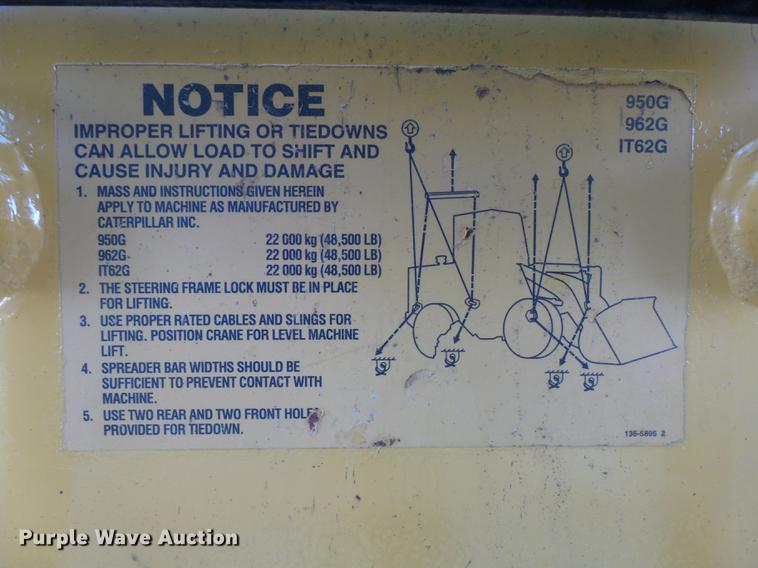 NOTICE
IMPROPER LIFTING OR TIEDOWNS
CAN ALLOW LOAD TO SHIFT AND
CAUSE INJURY AND DAMAGE
1. MASS AND INSTRUCTIONS GIVEN HEREIN
APPLY TO MACHINE AS MANUFACTURED BY
CATERPILLAR INC.
950G 22 000 kg (48,500 LB)
962G 22 000 kg (48,500 LB)
IT62G 22 000 kg (48,500 LB)
2. THE STEERING FRAME LOCK MUST BE IN PLACE
FOR LIFTING.
3. USE PROPER RATED CABLES AND SLINGS FOR
LIFTING. POSITION CRANE FOR LEVEL MACHINE
LIFT.
4. SPREADER BAR WIDTHS SHOULD BE
SUFFICIENT TO PREVENT CONTACT WITH
MACHINE.
5. USE TWO REAR AND TWO FRONT HOLES
PROVIDED FOR TIEDOWN.
950G
962G
IT62G
136-5895 2
Purple Wave Auction